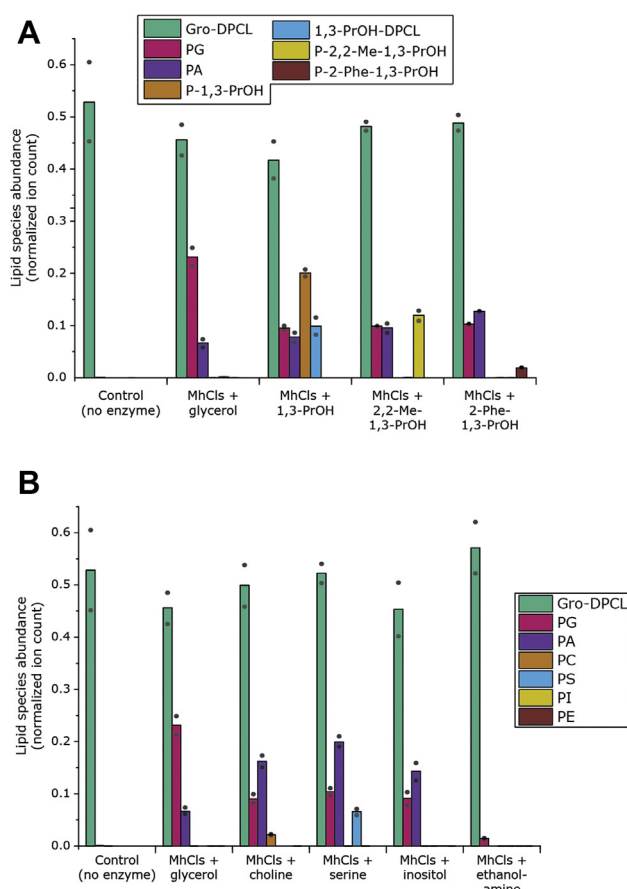 A
Gro-DPCL
PG
PA
P-1,3-PrOH
1,3-PrOH-DPCL
P-2,2-Me-1,3-PrOH
P-2-Phe-1,3-PrOH
Lipid species abundance
(normalized ion count)
0.6
0.5
0.4
0.3
0.2
0.1
0.0
Control
(no enzyme)
MhCls +
glycerol
MhCls +
1,3-PrOH
MhCls +
2,2-Me-
1,3-PrOH
MhCls +
2-Phe-
1,3-PrOH
B
Lipid species abundance
(normalized ion count)
0.6
0.5
0.4
0.3
0.2
0.1
0.0
Gro-DPCL
PG
PA
PC
PS
PI
PE
Control
(no enzyme)
MhCls +
glycerol
MhCls +
choline
MhCls +
serine
MhCls +
inositol
MhCls +
ethanol-
amine